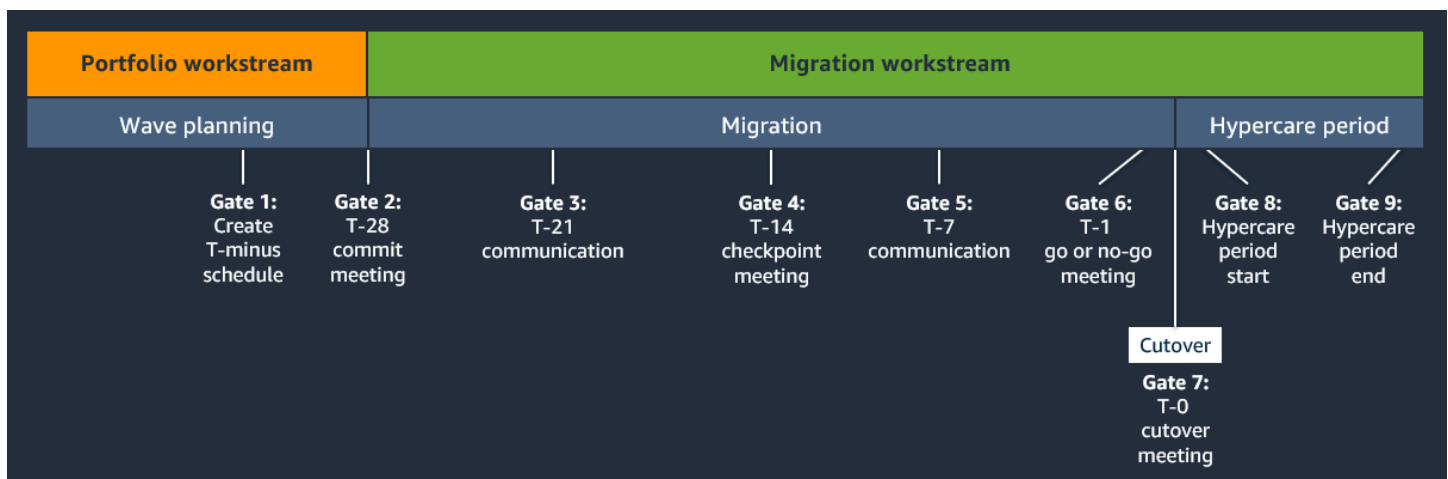 Portfolio workstream
Migration workstream
Wave planning
Migration
Hypercare period
Gate 1:
Create
T-minus
schedule
Gate 2:
T-28
commit
meeting
Gate 3:
T-21
communication
Gate 4:
T-14
checkpoint
meeting
Gate 5:
T-7
communication
Gate 6:
T-1
go or no-go
meeting
Gate 8:
Hypercare
period
start
Gate 9:
Hypercare
period
end
Cutover
Gate 7:
T-0
cutover
meeting